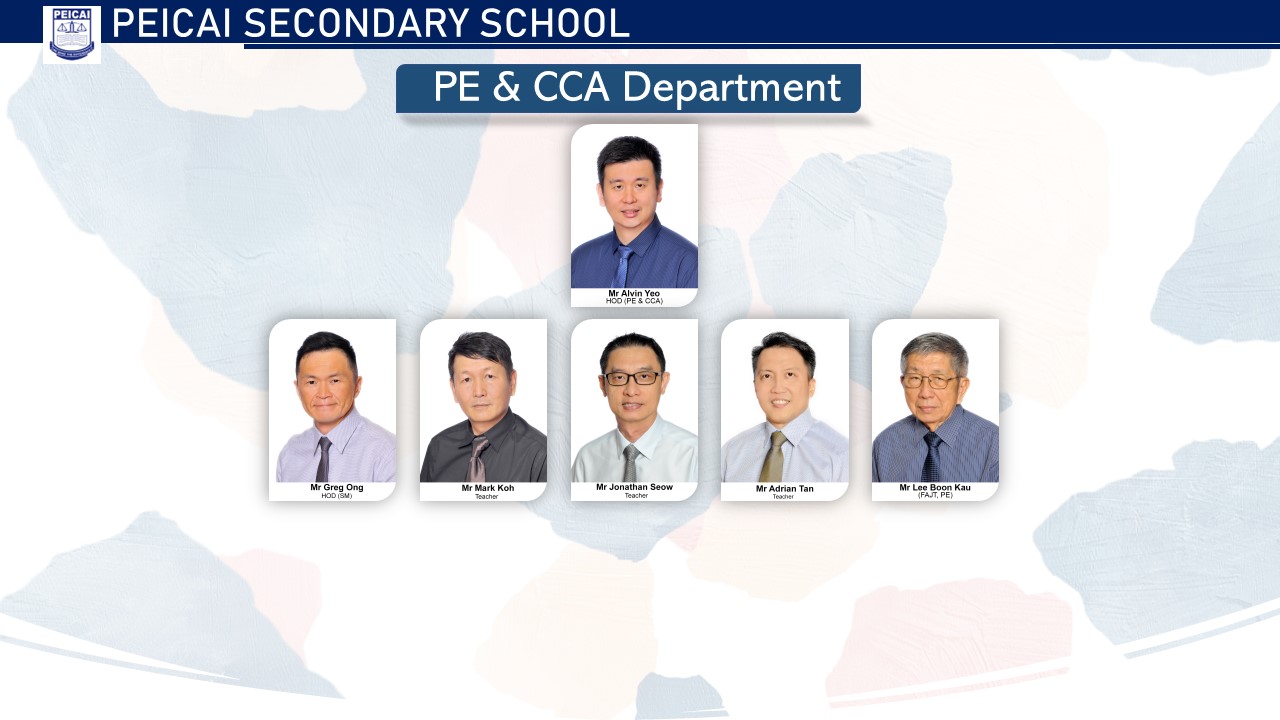 PEICAI
PEICAI SECONDARY SCHOOL
PE & CCA Department
Mr Alvin Yeo
HOD (PE & CCA)
Mr Greg Ong
HOD (SM)
Mr Mark Koh
Teacher
Mr Jonathan Seow
Teacher
Mr Adrian Tan
Teacher
Mr Lee Boon Kau
(FAJT, PE)